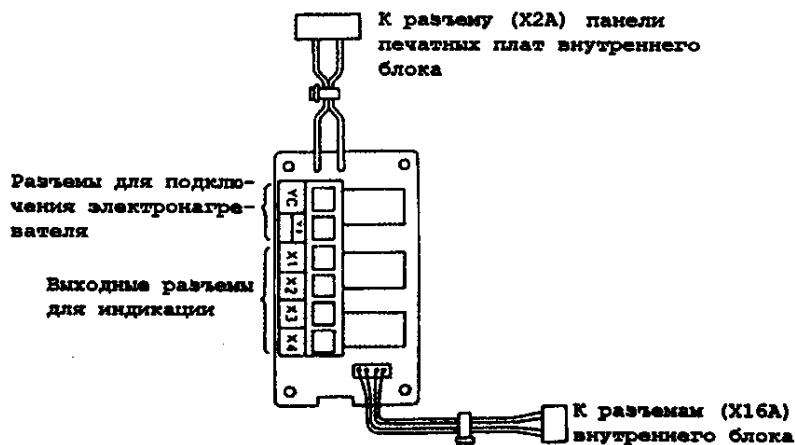 К разъему (X2A) панели
печатных плат внутреннего
блока
Разъемы для подклю-
чения электронагре-
вателя
YC
Y1
X1
X2
X3
X4
Выходные разъемы
для индикации
К разъемам (X16A)
внутреннего блока